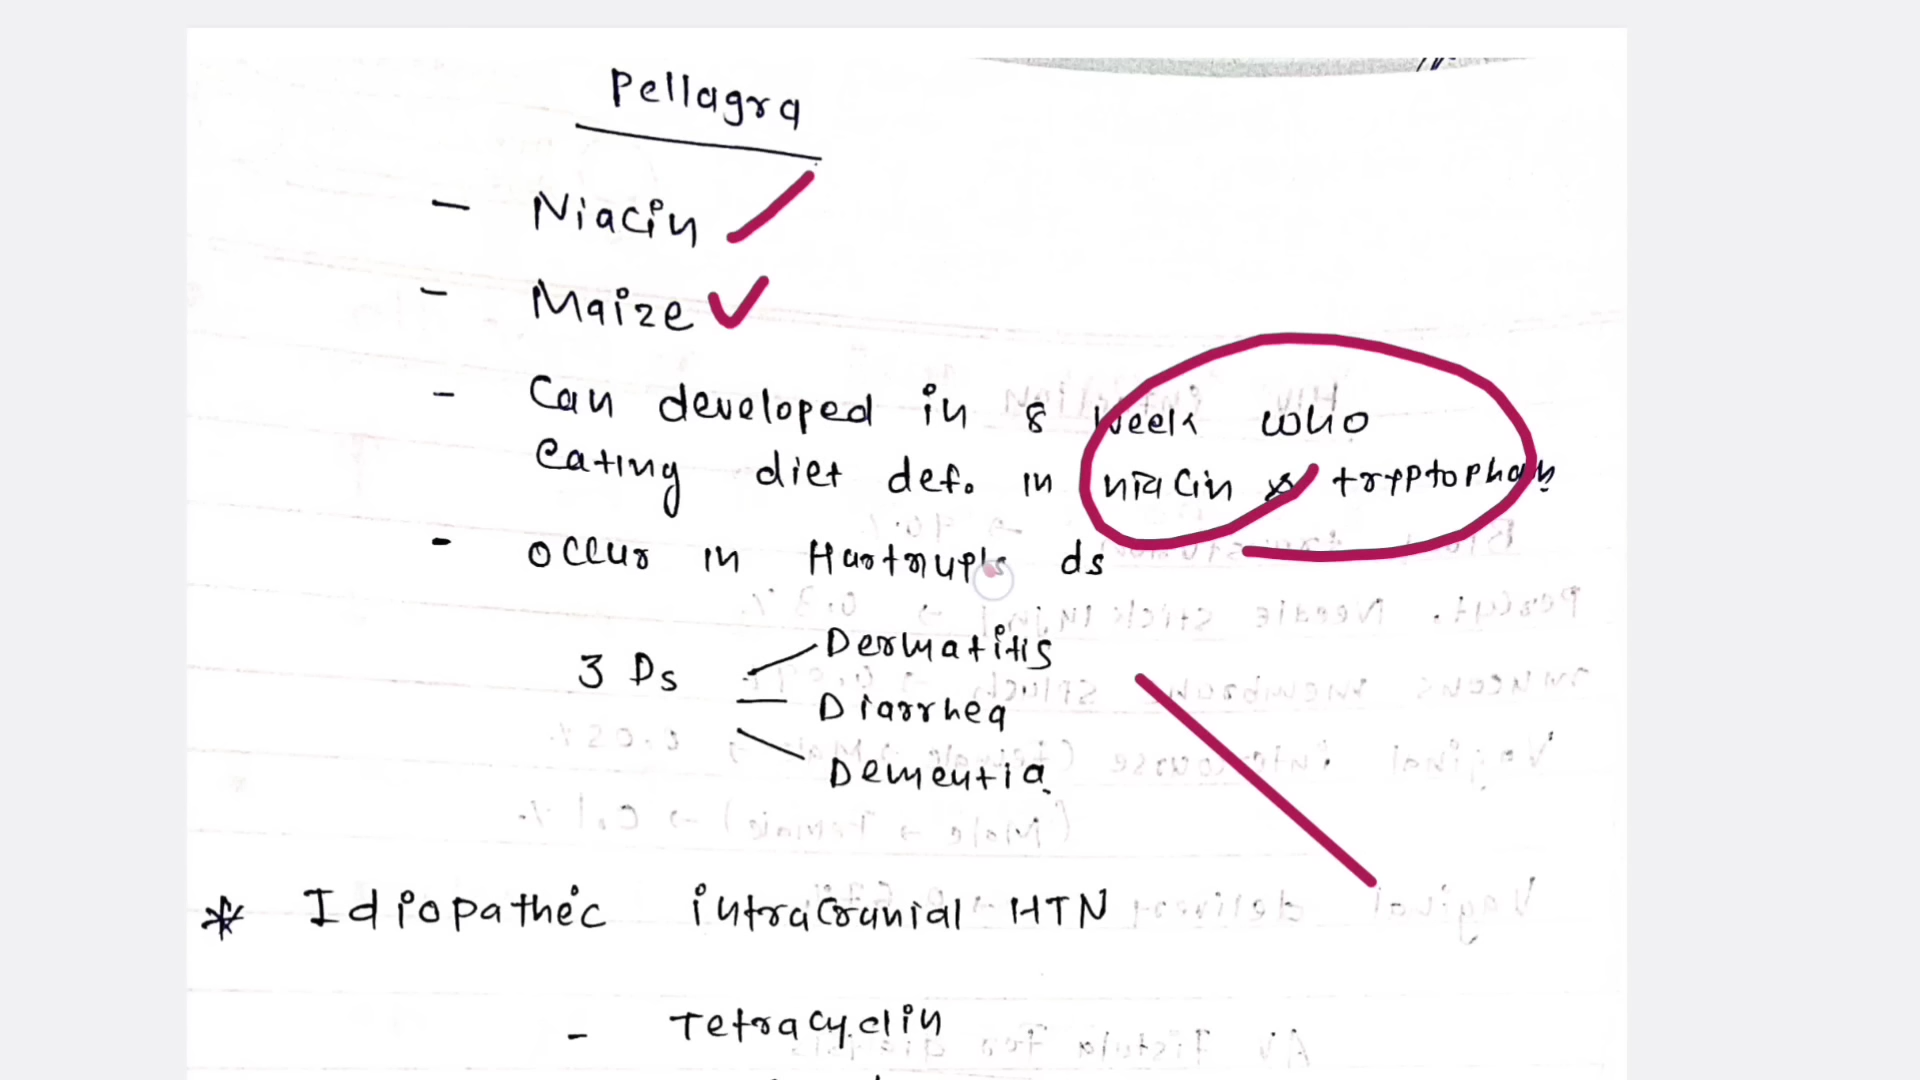 Pellagra
- Niacin
- Maize
- Can developed in 8 week who
eating diet def. in niacin & tryptophan
- occur in Hartnup's ds
3 Ds
Dermatitis
Diarrhea
Dementia
* Idiopathic intracranial HTN
- Tetracyclin